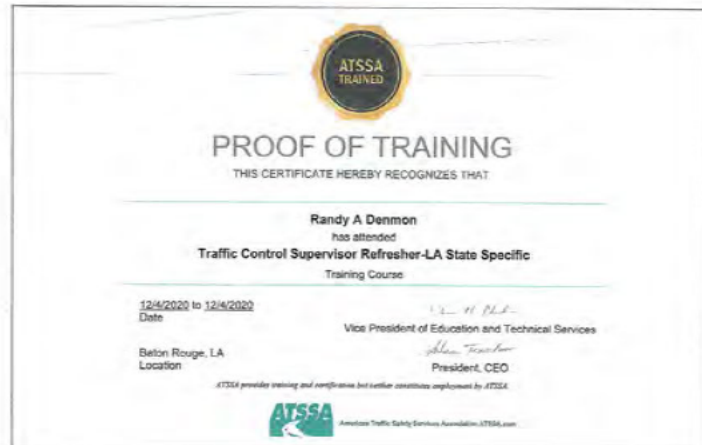 ATSSA
TRAINED
PROOF OF TRAINING
THIS CERTIFICATE HEREBY RECOGNIZES THAT
Randy A Denmon
has attended
Traffic Control Supervisor Refresher-LA State Specific
Training Course
12/4/2020 to 12/4/2020
Date
Vice President of Education and Technical Services
Baton Rouge, LA
Location
President, CEO
ATSSA provides training and certification but neither constitutes employment by ATSSA.
ATSSA
American Traffic Safety Services Association, ATSSA.com